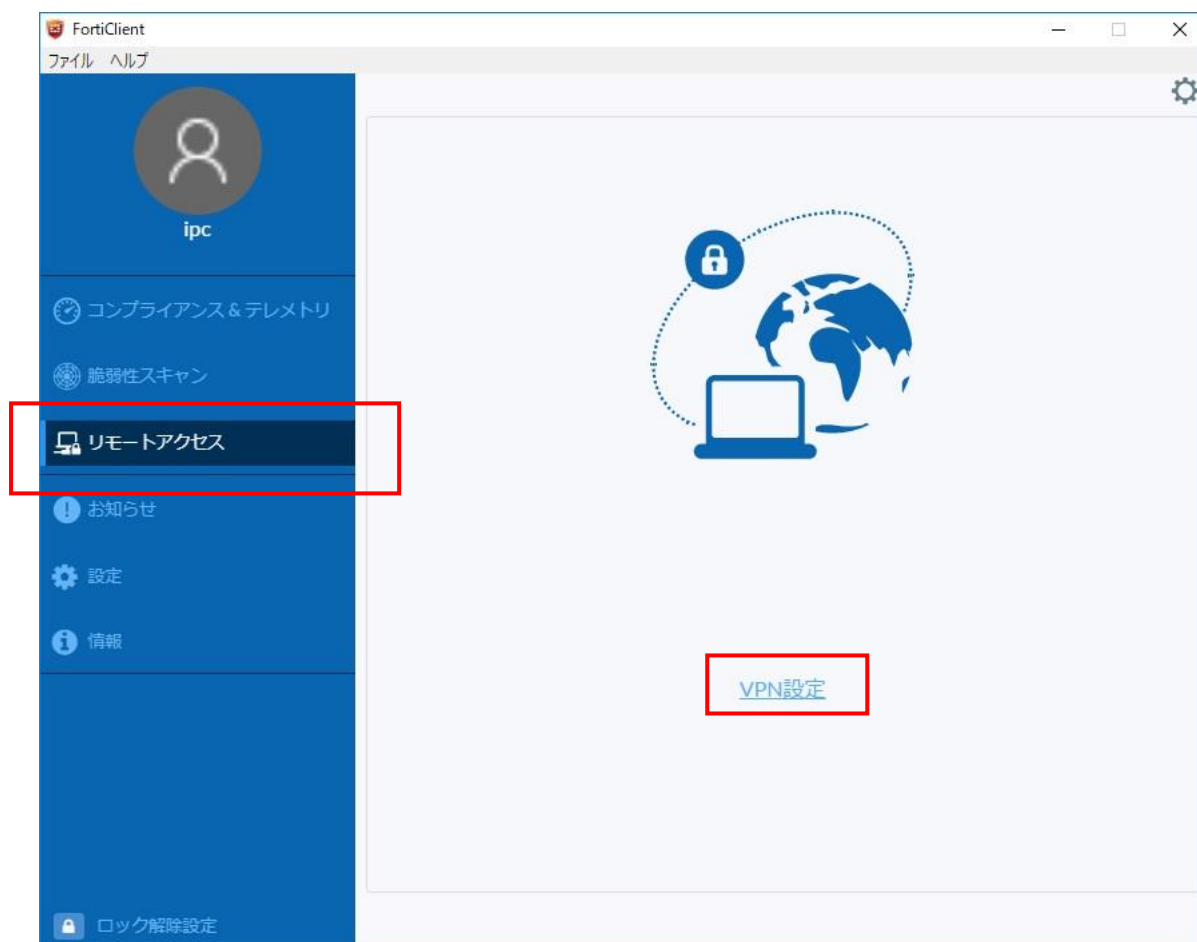 FortiClient
ファイル ヘルプ
ipc
コンプライアンス & テレメトリ
脆弱性スキャン
リモートアクセス
お知らせ
設定
情報
VPN設定
ロック解除設定